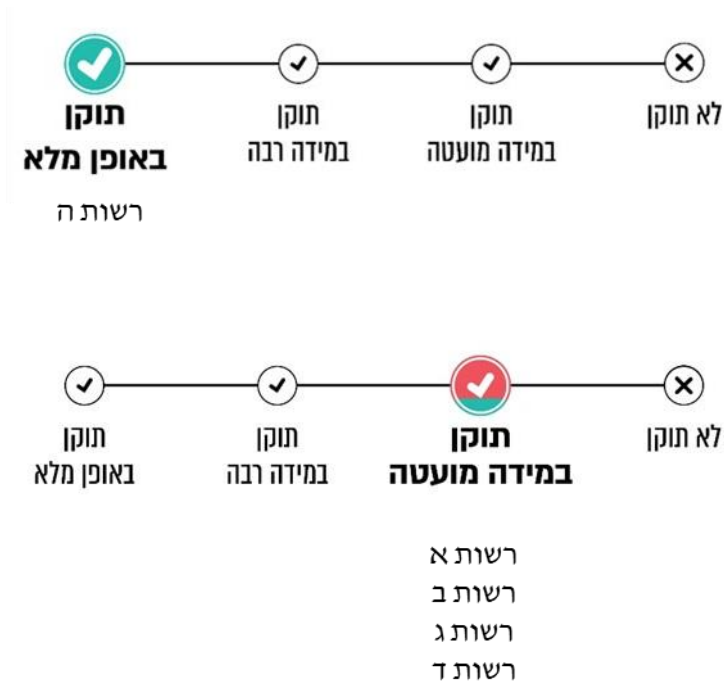 לא תוקן
תוקן
במידה מועטה
תוקן
במידה רבה
תוקן
באופן מלא
רשות ה
לא תוקן
תוקן
במידה מועטה
תוקן
במידה רבה
תוקן
באופן מלא
רשות א
רשות ב
רשות ג
רשות ד